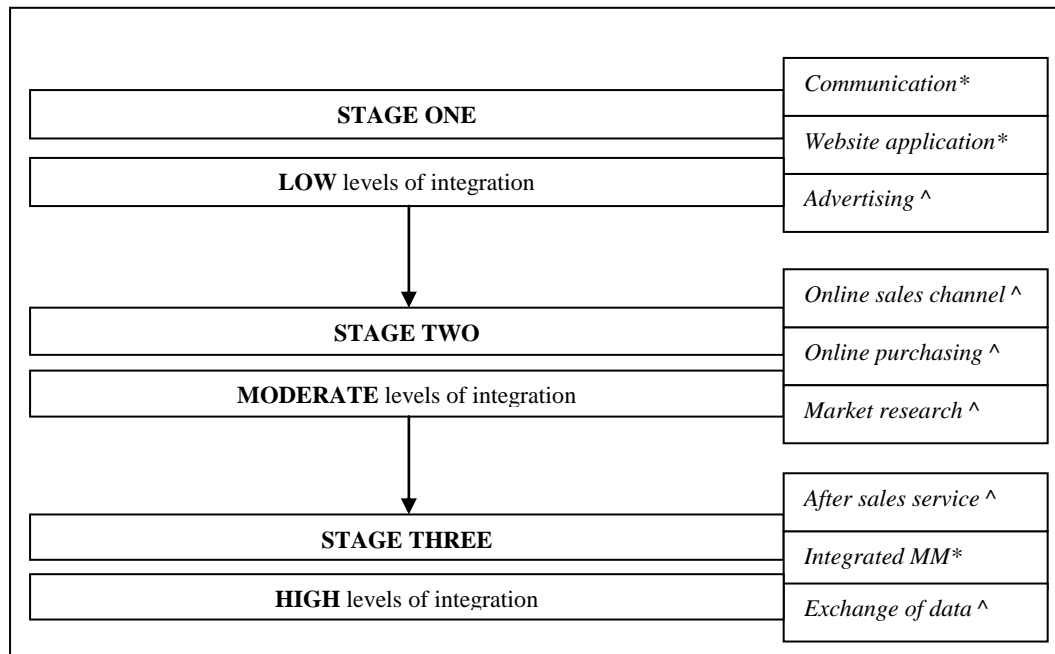 Communication*
STAGE ONE
Website application*
LOW levels of integration
Advertising ^
Online sales channel ^
STAGE TWO
Online purchasing ^
MODERATE levels of integration
Market research ^
After sales service ^
STAGE THREE
Integrated MM*
HIGH levels of integration
Exchange of data ^